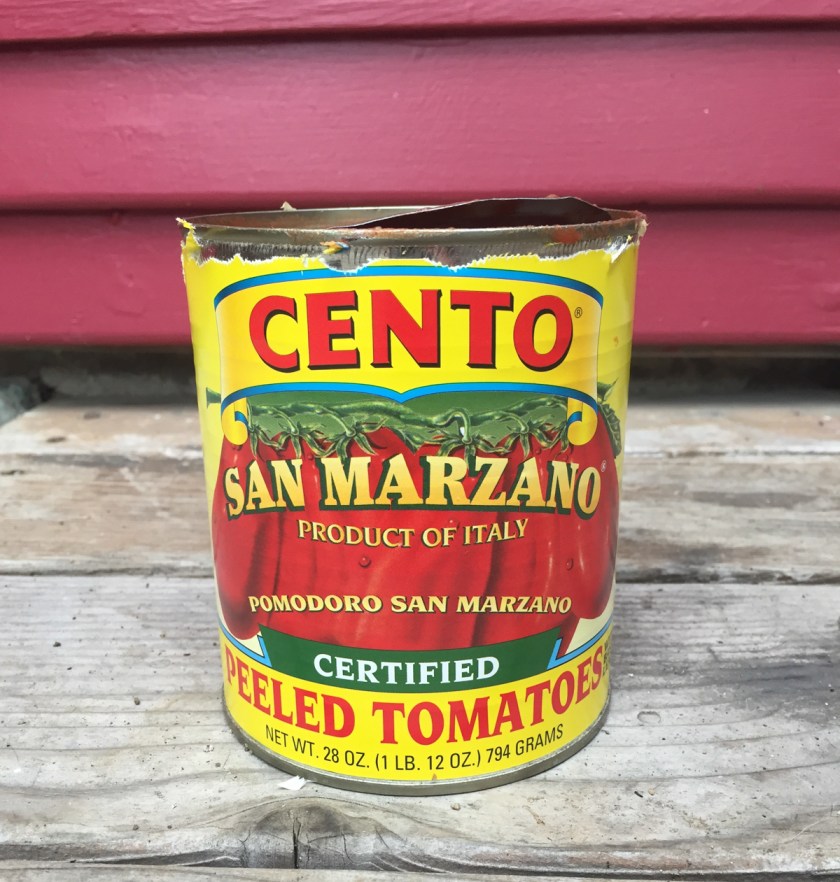 CENTO®
SAN MARZANO®
PRODUCT OF ITALY
POMODORO SAN MARZANO
CERTIFIED
PEELED TOMATOES
NET WT. 28 OZ. (1 LB. 12 OZ.) 794 GRAMS